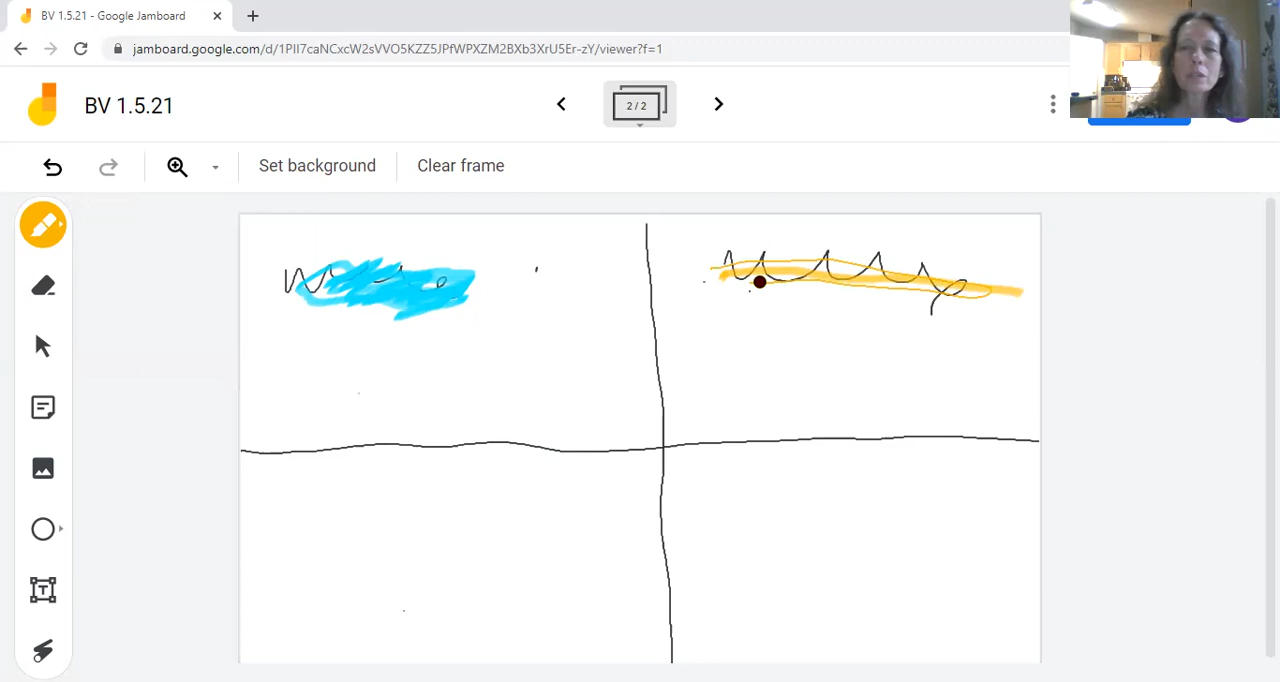 BV 1.5.21 - Google Jamboard
jamboard.google.com/d/1PlI7caNCxcW2sVVO5KZZ5JPfWPXZM2BXb3XrU5Er-zY/viewer?f=1
BV 1.5.21
2 / 2
Set background
Clear frame
T